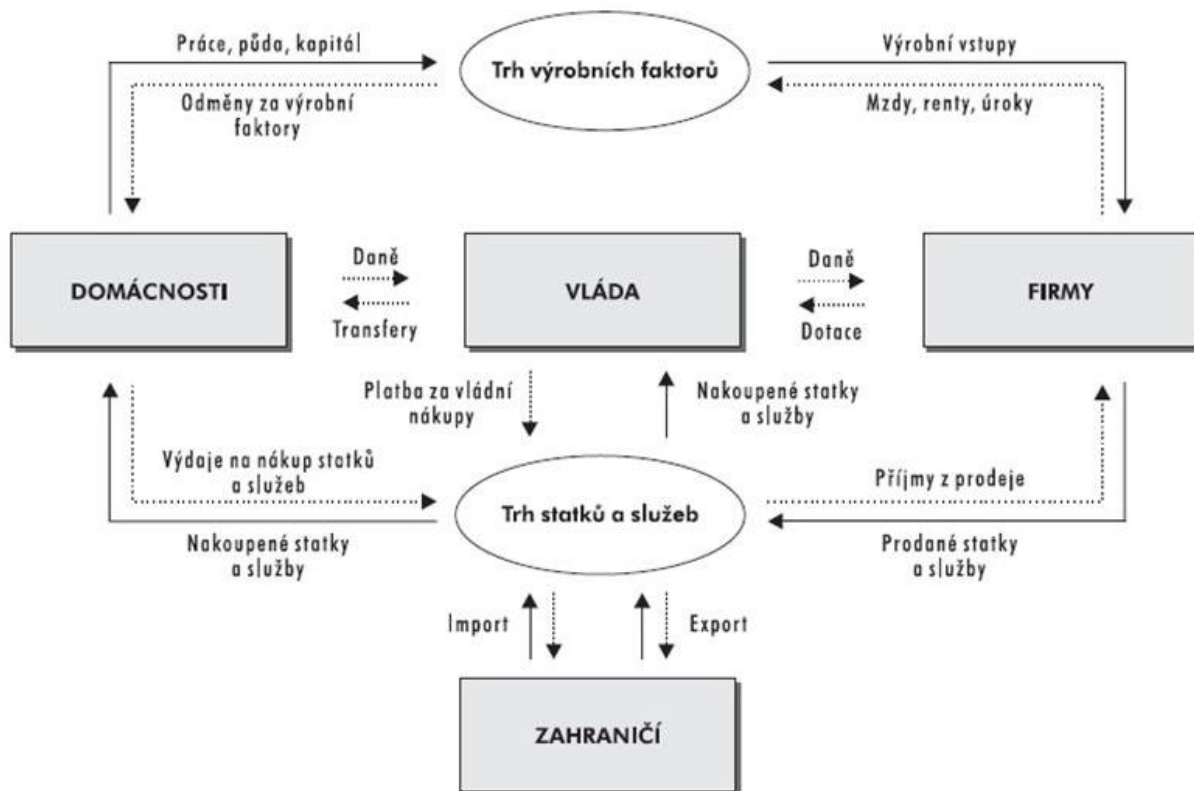 Práce, půda, kapitál
Trh výrobních faktorů
Výrobní vstupy
Odměny za výrobní
faktory
Mzdy, renty, úroky
DOMÁCNOSTI
Daně
Transfery
VLÁDA
Daně
Dotace
FIRMY
Platba za vládní
nákupy
Nakoupené statky
a služby
Výdaje na nákup statků
a služeb
Trh statků a služeb
Příjmy z prodeje
Nakoupené statky
a služby
Prodané statky
a služby
Import
Export
ZAHRANIČÍ